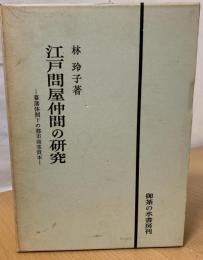 林玲子著
江戸問屋仲間の研究
―幕藩体制下の都市商業資本―
御茶の水書房刊